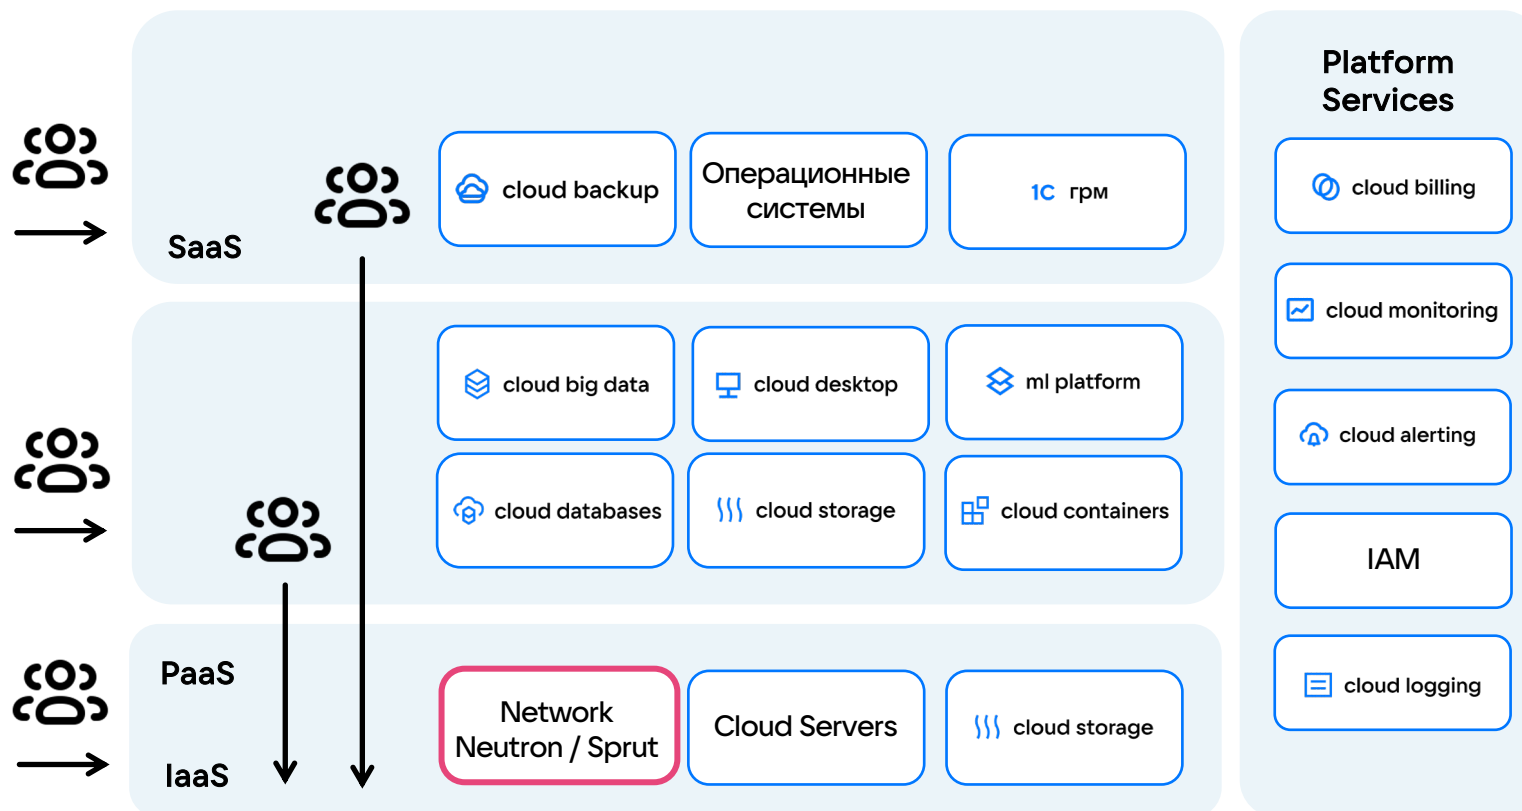 SaaS
cloud backup
Операционные
системы
1C грм
cloud big data
cloud desktop
ml platform
cloud databases
cloud storage
cloud containers
PaaS
IaaS
Network
Neutron / Sprut
Cloud Servers
cloud storage
Platform
Services
cloud billing
cloud monitoring
cloud alerting
IAM
cloud logging